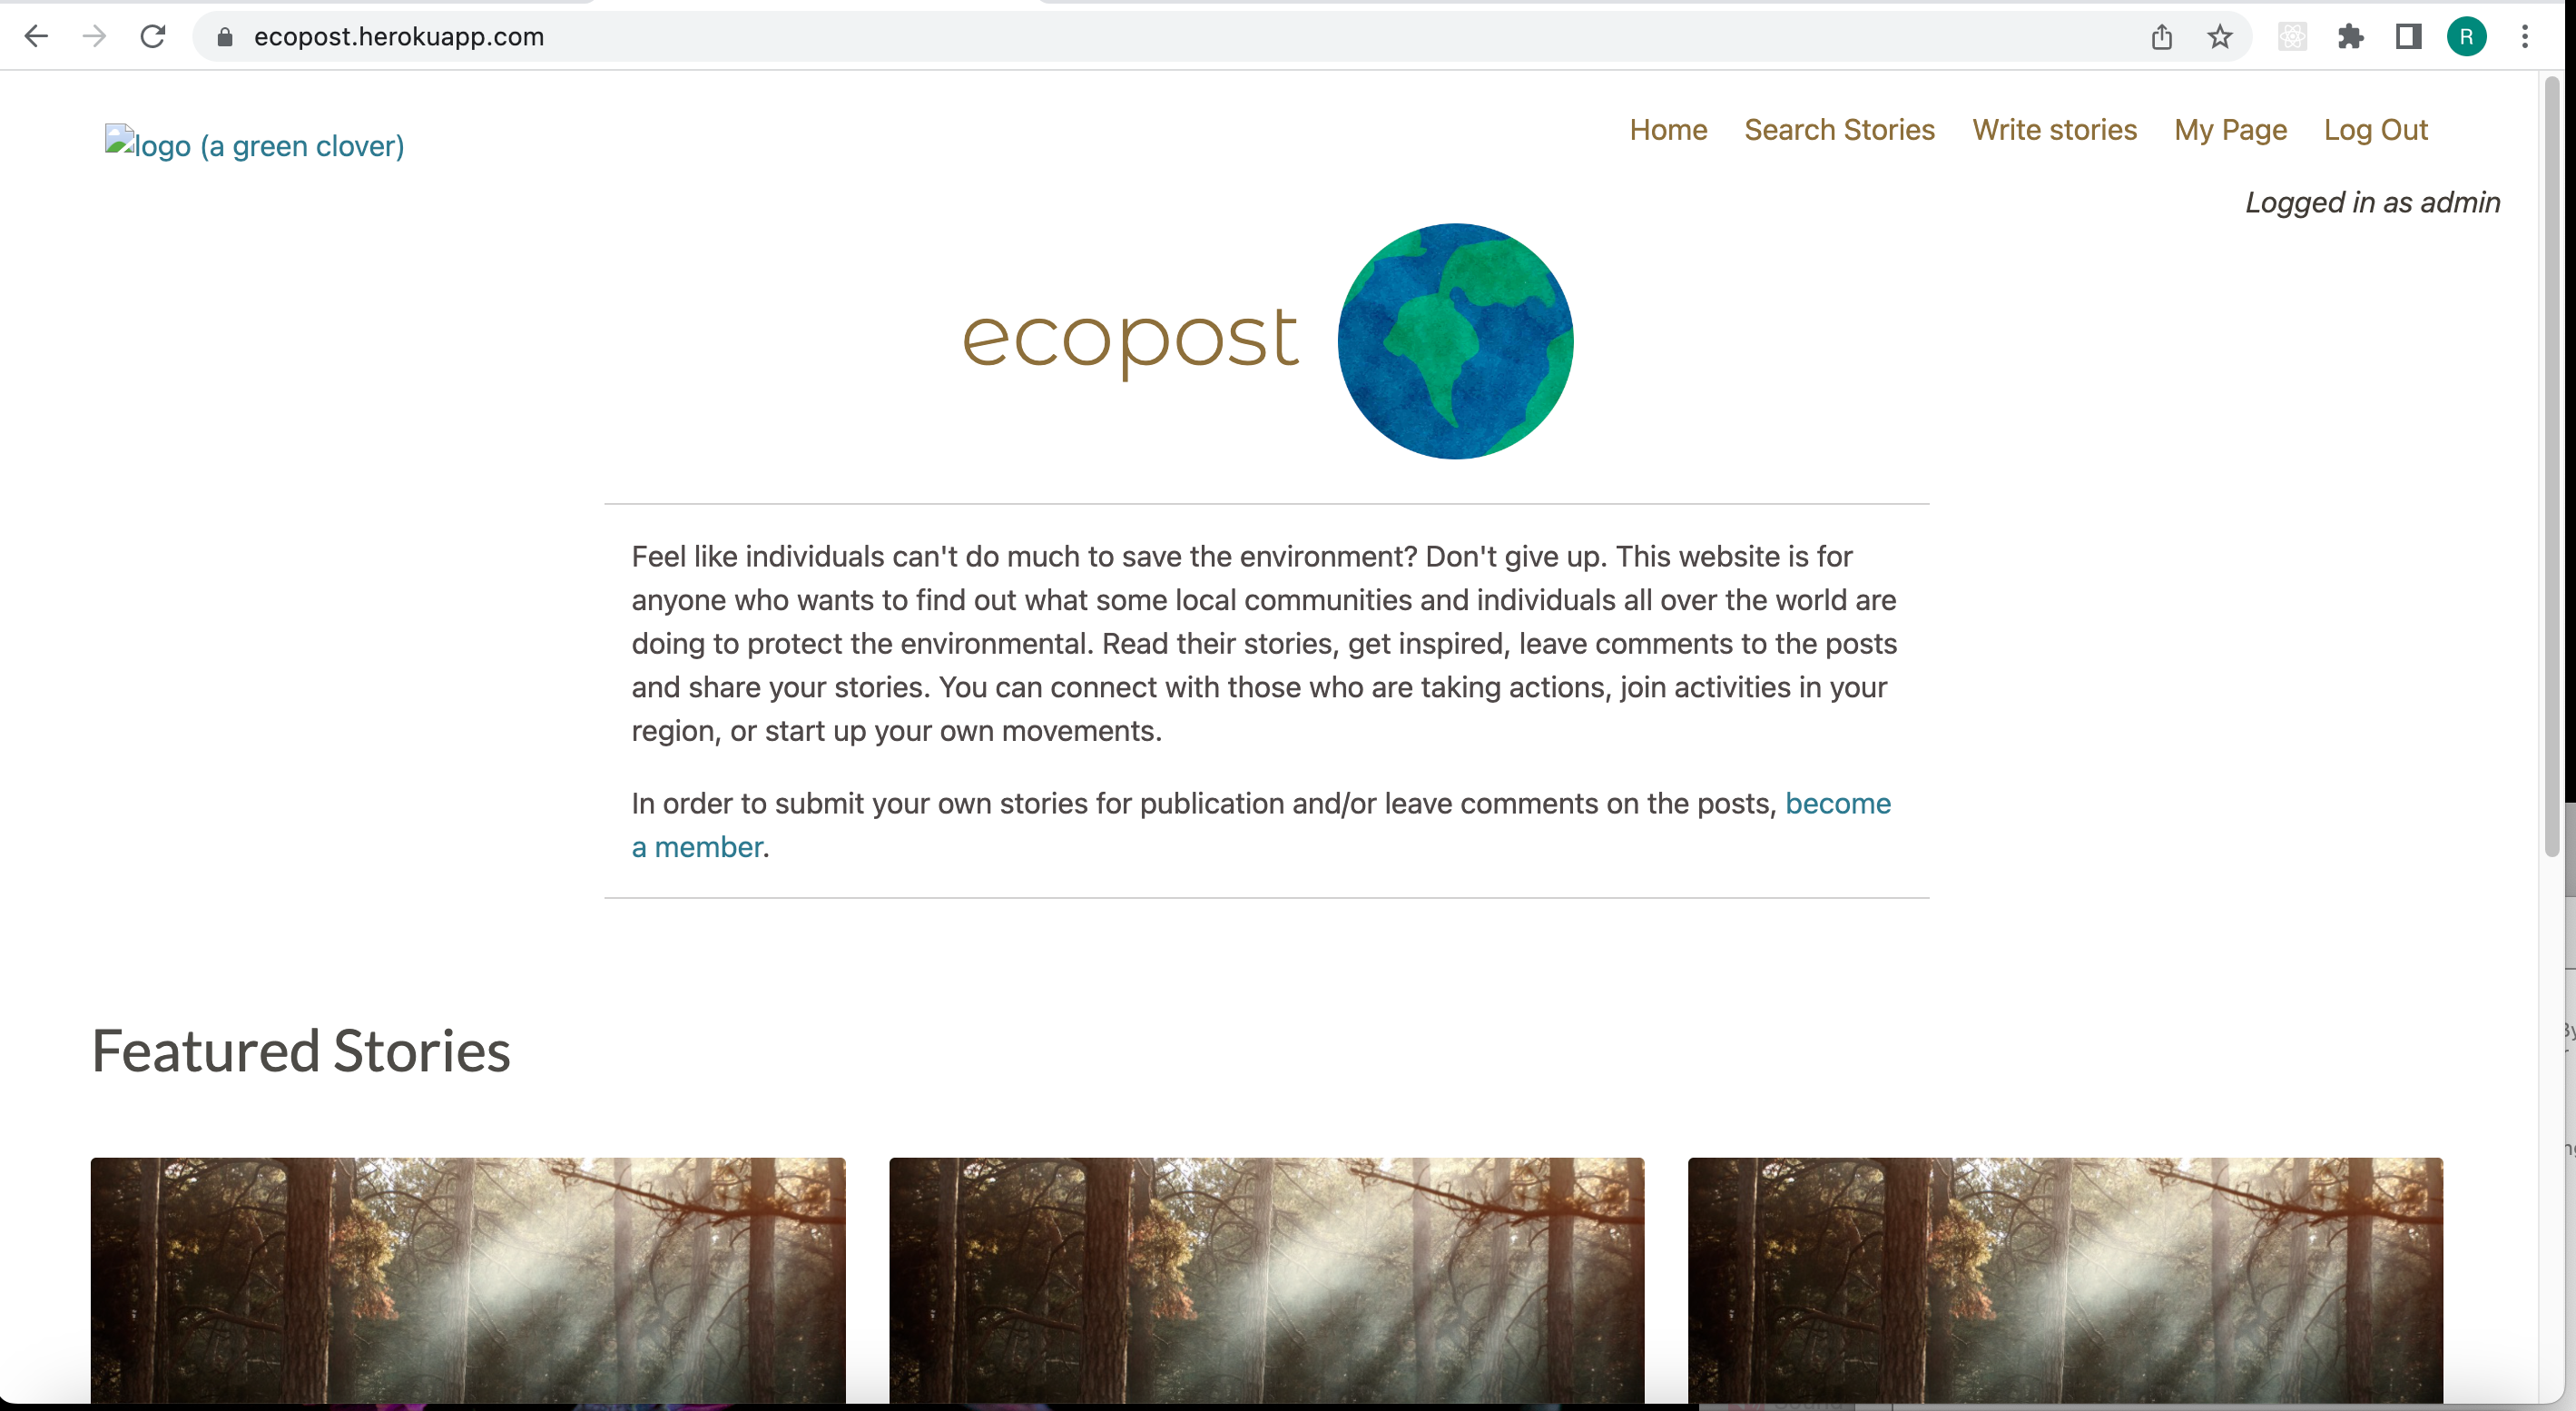 ecopost.herokuapp.com
R
logo (a green clover)
Home Search Stories Write stories My Page Log Out
Logged in as admin
ecopost
Feel like individuals can't do much to save the environment? Don't give up. This website is for
anyone who wants to find out what some local communities and individuals all over the world are
doing to protect the environmental. Read their stories, get inspired, leave comments to the posts
and share your stories. You can connect with those who are taking actions, join activities in your
region, or start up your own movements.
In order to submit your own stories for publication and/or leave comments on the posts, become
a member.
Featured Stories